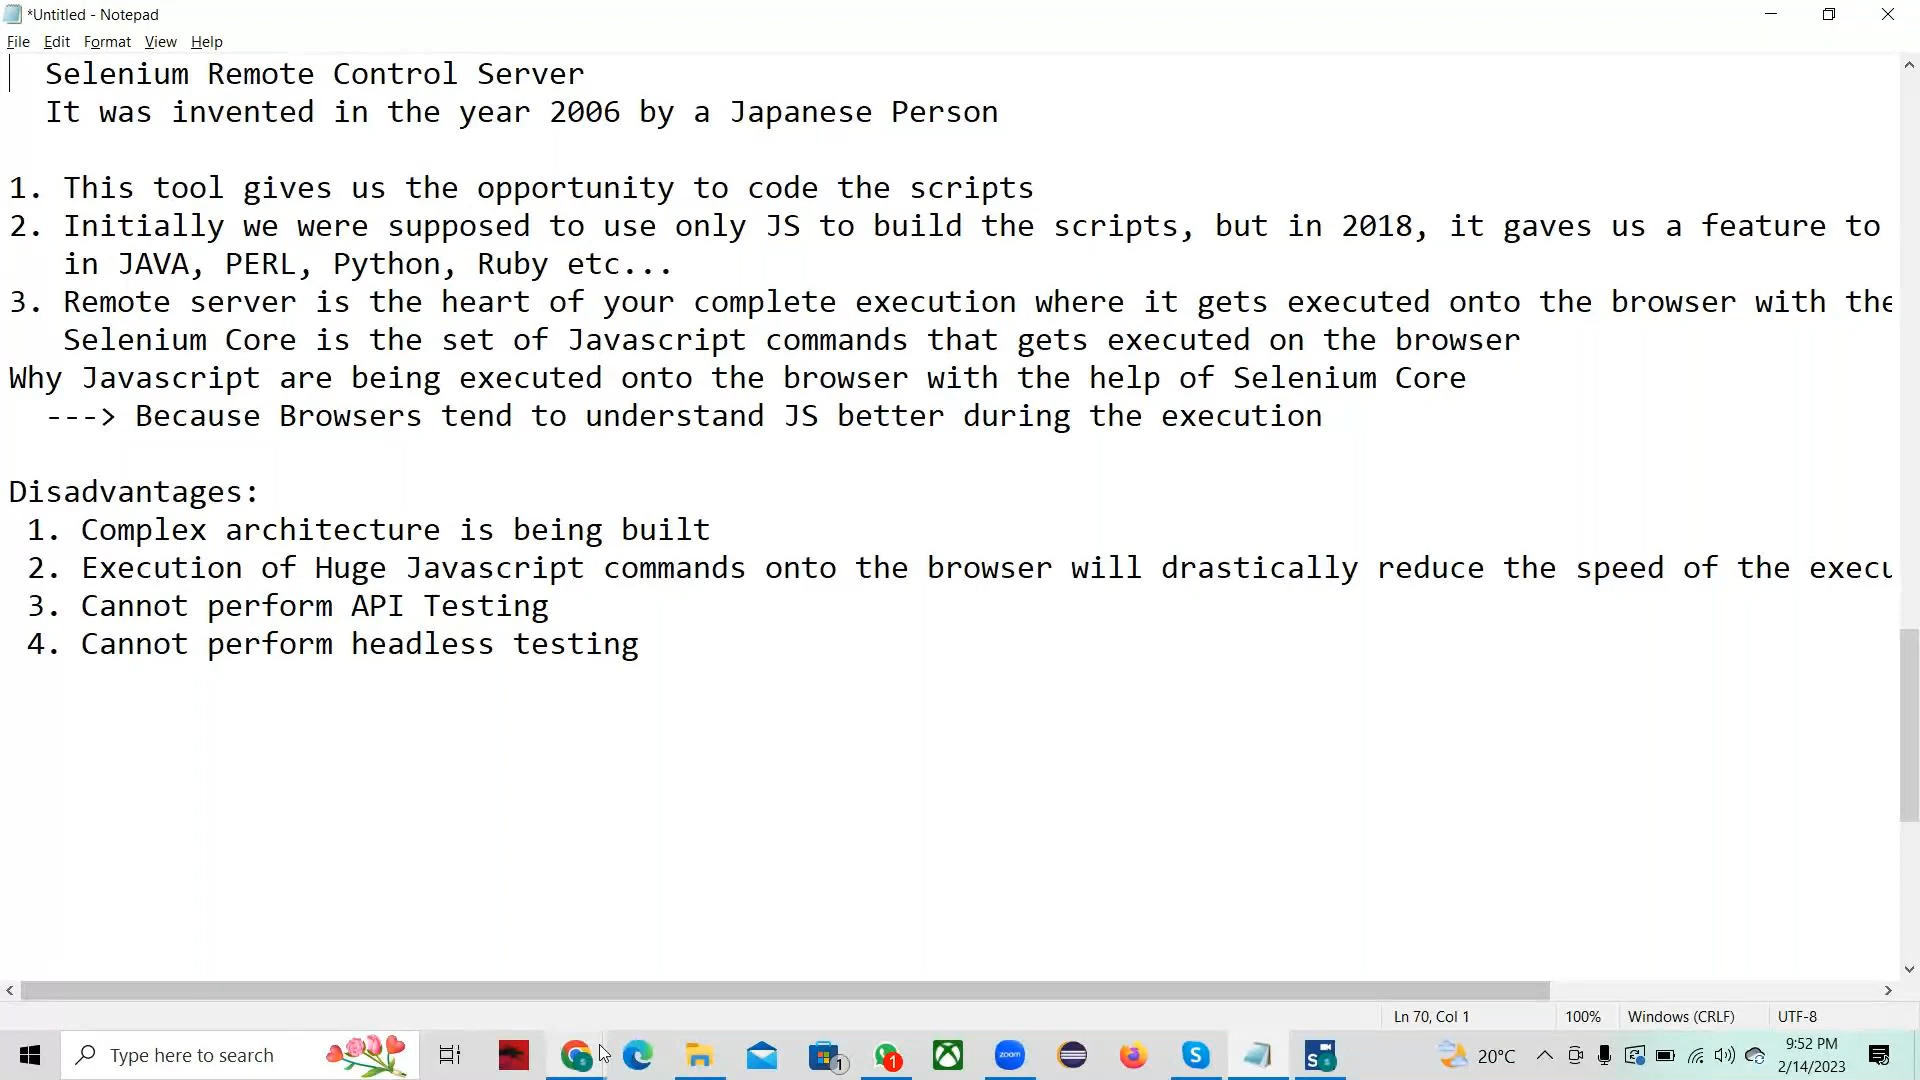 *Untitled - Notepad
File Edit Format View Help
Selenium Remote Control Server
It was invented in the year 2006 by a Japanese Person
1. This tool gives us the opportunity to code the scripts
2. Initially we were supposed to use only JS to build the scripts, but in 2018, it gaves us a feature to
in JAVA, PERL, Python, Ruby etc...
3. Remote server is the heart of your complete execution where it gets executed onto the browser with the
Selenium Core is the set of Javascript commands that gets executed on the browser
Why Javascript are being executed onto the browser with the help of Selenium Core
---> Because Browsers tend to understand JS better during the execution
Disadvantages:
1. Complex architecture is being built
2. Execution of Huge Javascript commands onto the browser will drastically reduce the speed of the execu
3. Cannot perform API Testing
4. Cannot perform headless testing
Ln 70, Col 1 100% Windows (CRLF) UTF-8
Type here to search 1 1 zoom S S S 20°C 9:52 PM
2/14/2023